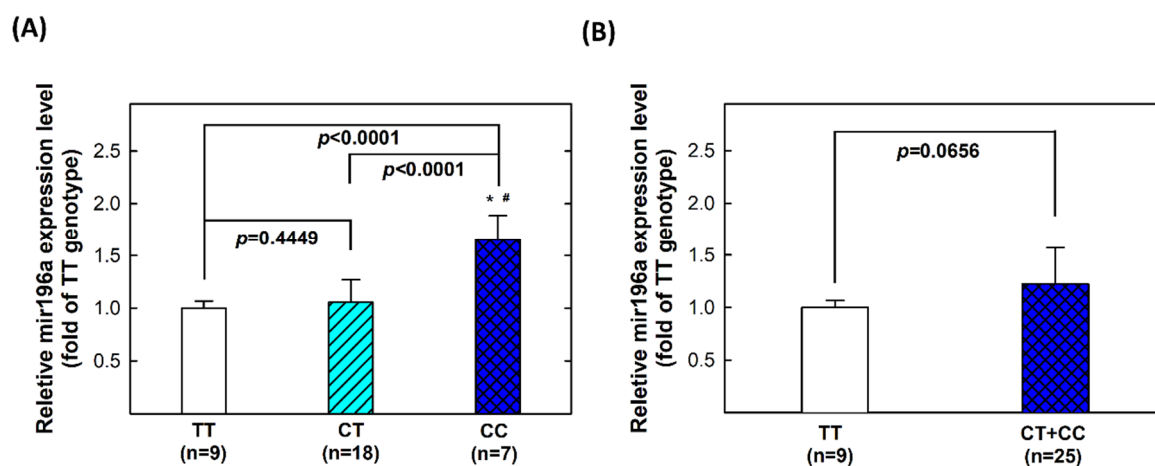 (A)
Reletive mir196a expression level
(fold of TT genotype)
2.5
2.0
1.5
1.0
0.5
p<0.0001
p<0.0001
* #
p=0.4449
TT
(n=9)
CT
(n=18)
CC
(n=7)
(B)
Reletive mir196a expression level
(fold of TT genotype)
2.5
2.0
1.5
1.0
0.5
p=0.0656
TT
(n=9)
CT+CC
(n=25)